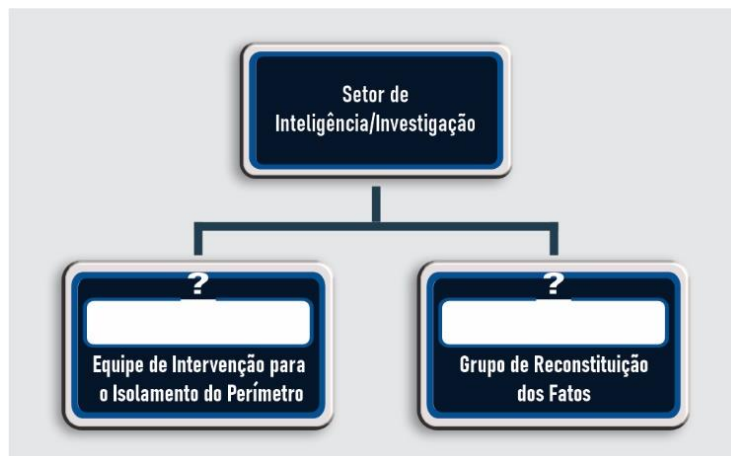 Setor de
Inteligência/Investigação
?
Equipe de Intervenção para
o Isolamento do Perímetro
?
Grupo de Reconstituição
dos Fatos